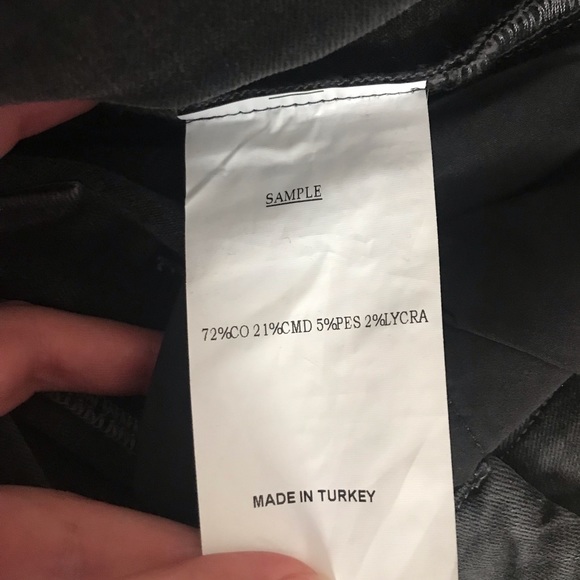 SAMPLE
72%CO 21%CMD 5%PES 2%LYCRA
MADE IN TURKEY